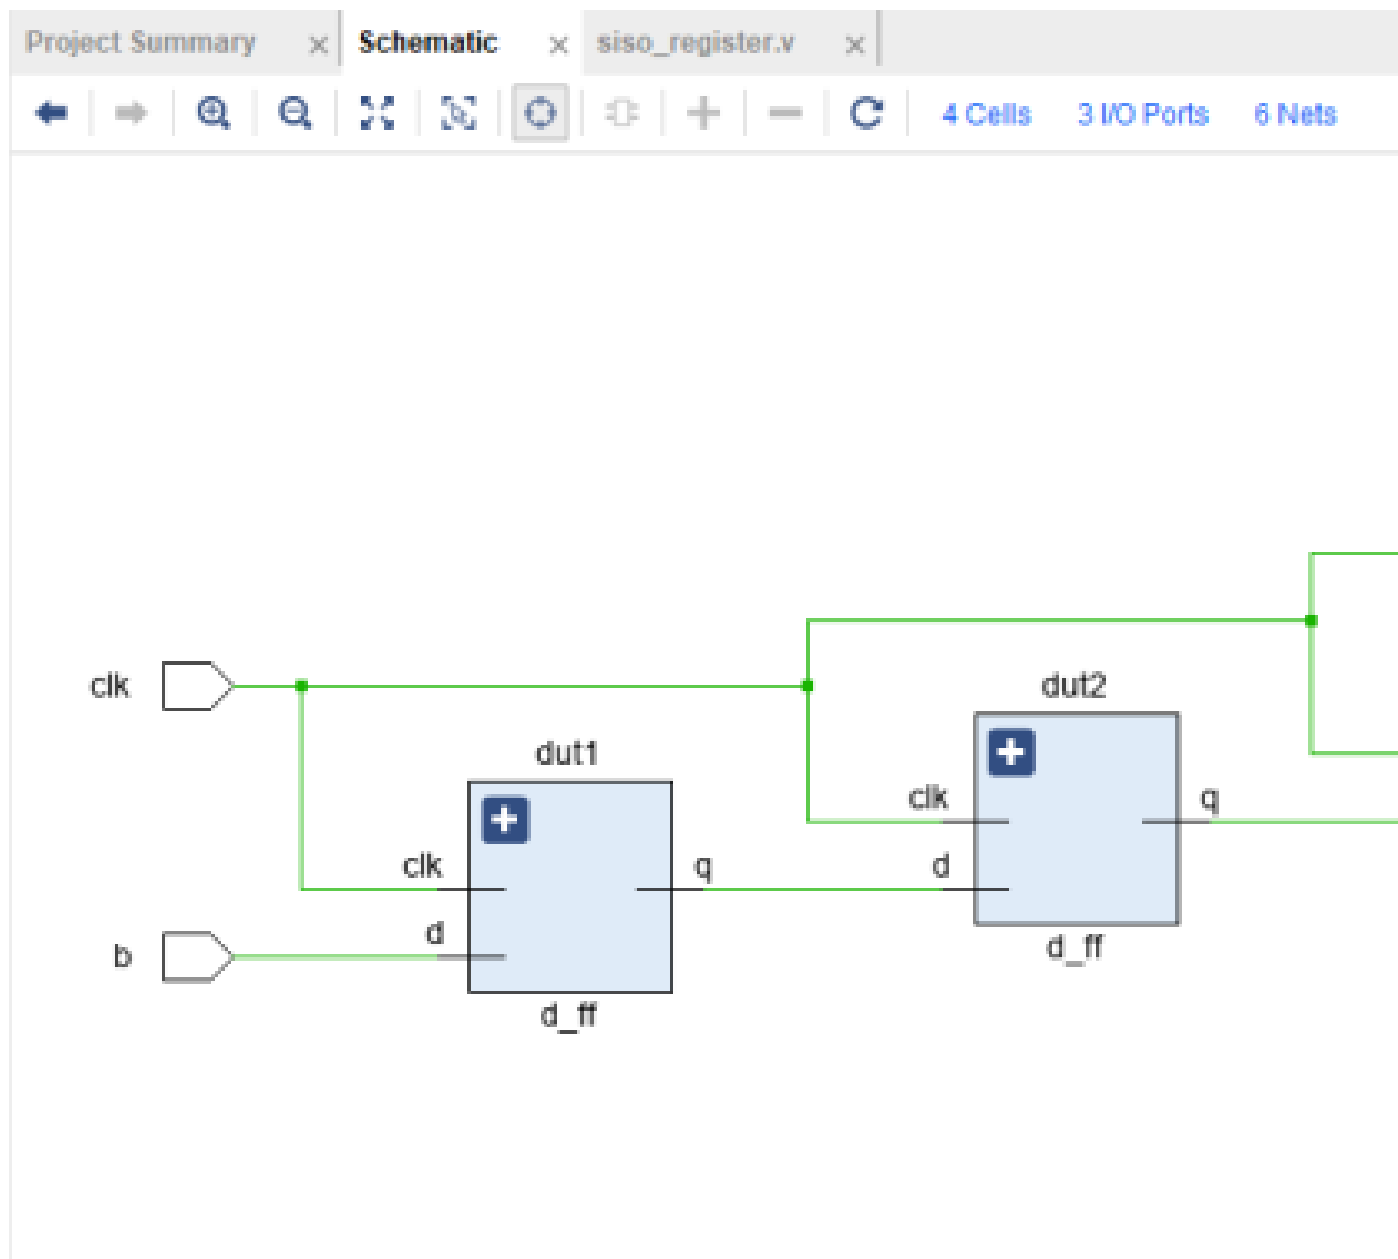 Project Summary × Schematic × siso_register.v ×
4 Cells 3 I/O Ports 6 Nets
clk
dut2
dut1
clk q
clk q d
b d
d_ff
d_ff